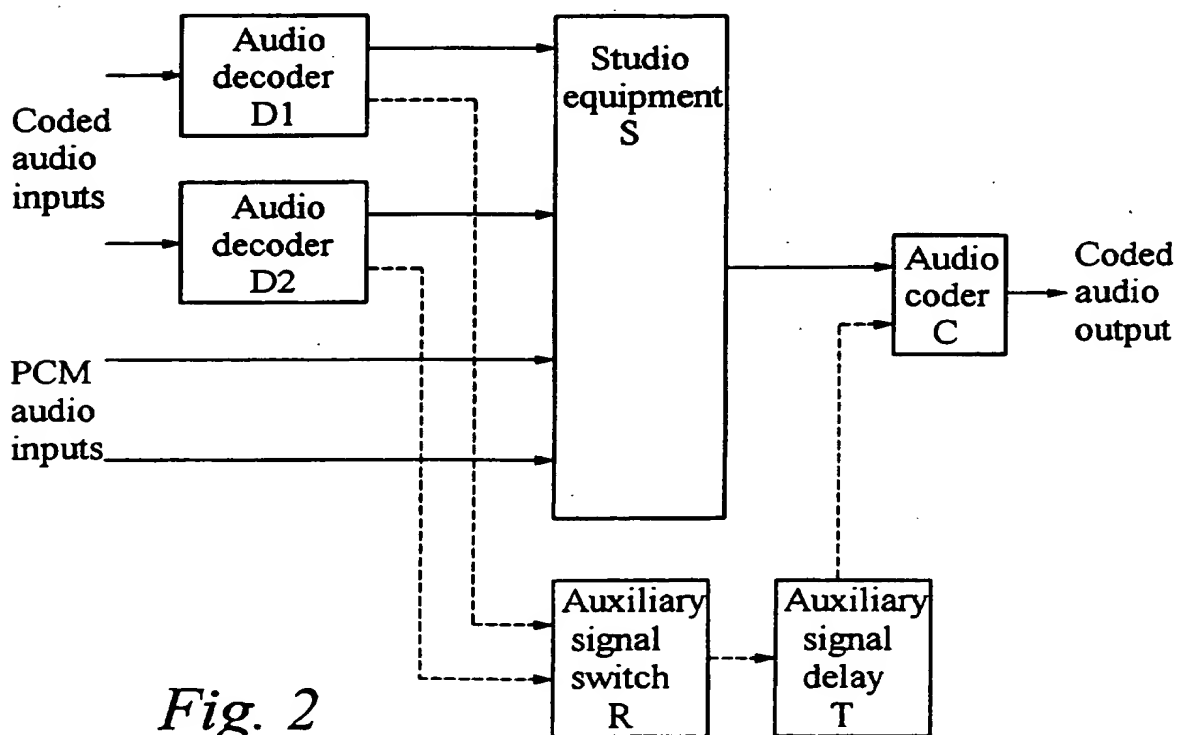 Audio
decoder
D1
Studio
equipment
S
Coded
audio
inputs
Audio
decoder
D2
Audio
coder
C
Coded
audio
output
PCM
audio
inputs
Auxiliary
signal
switch
R
Auxiliary
signal
delay
T
Fig. 2